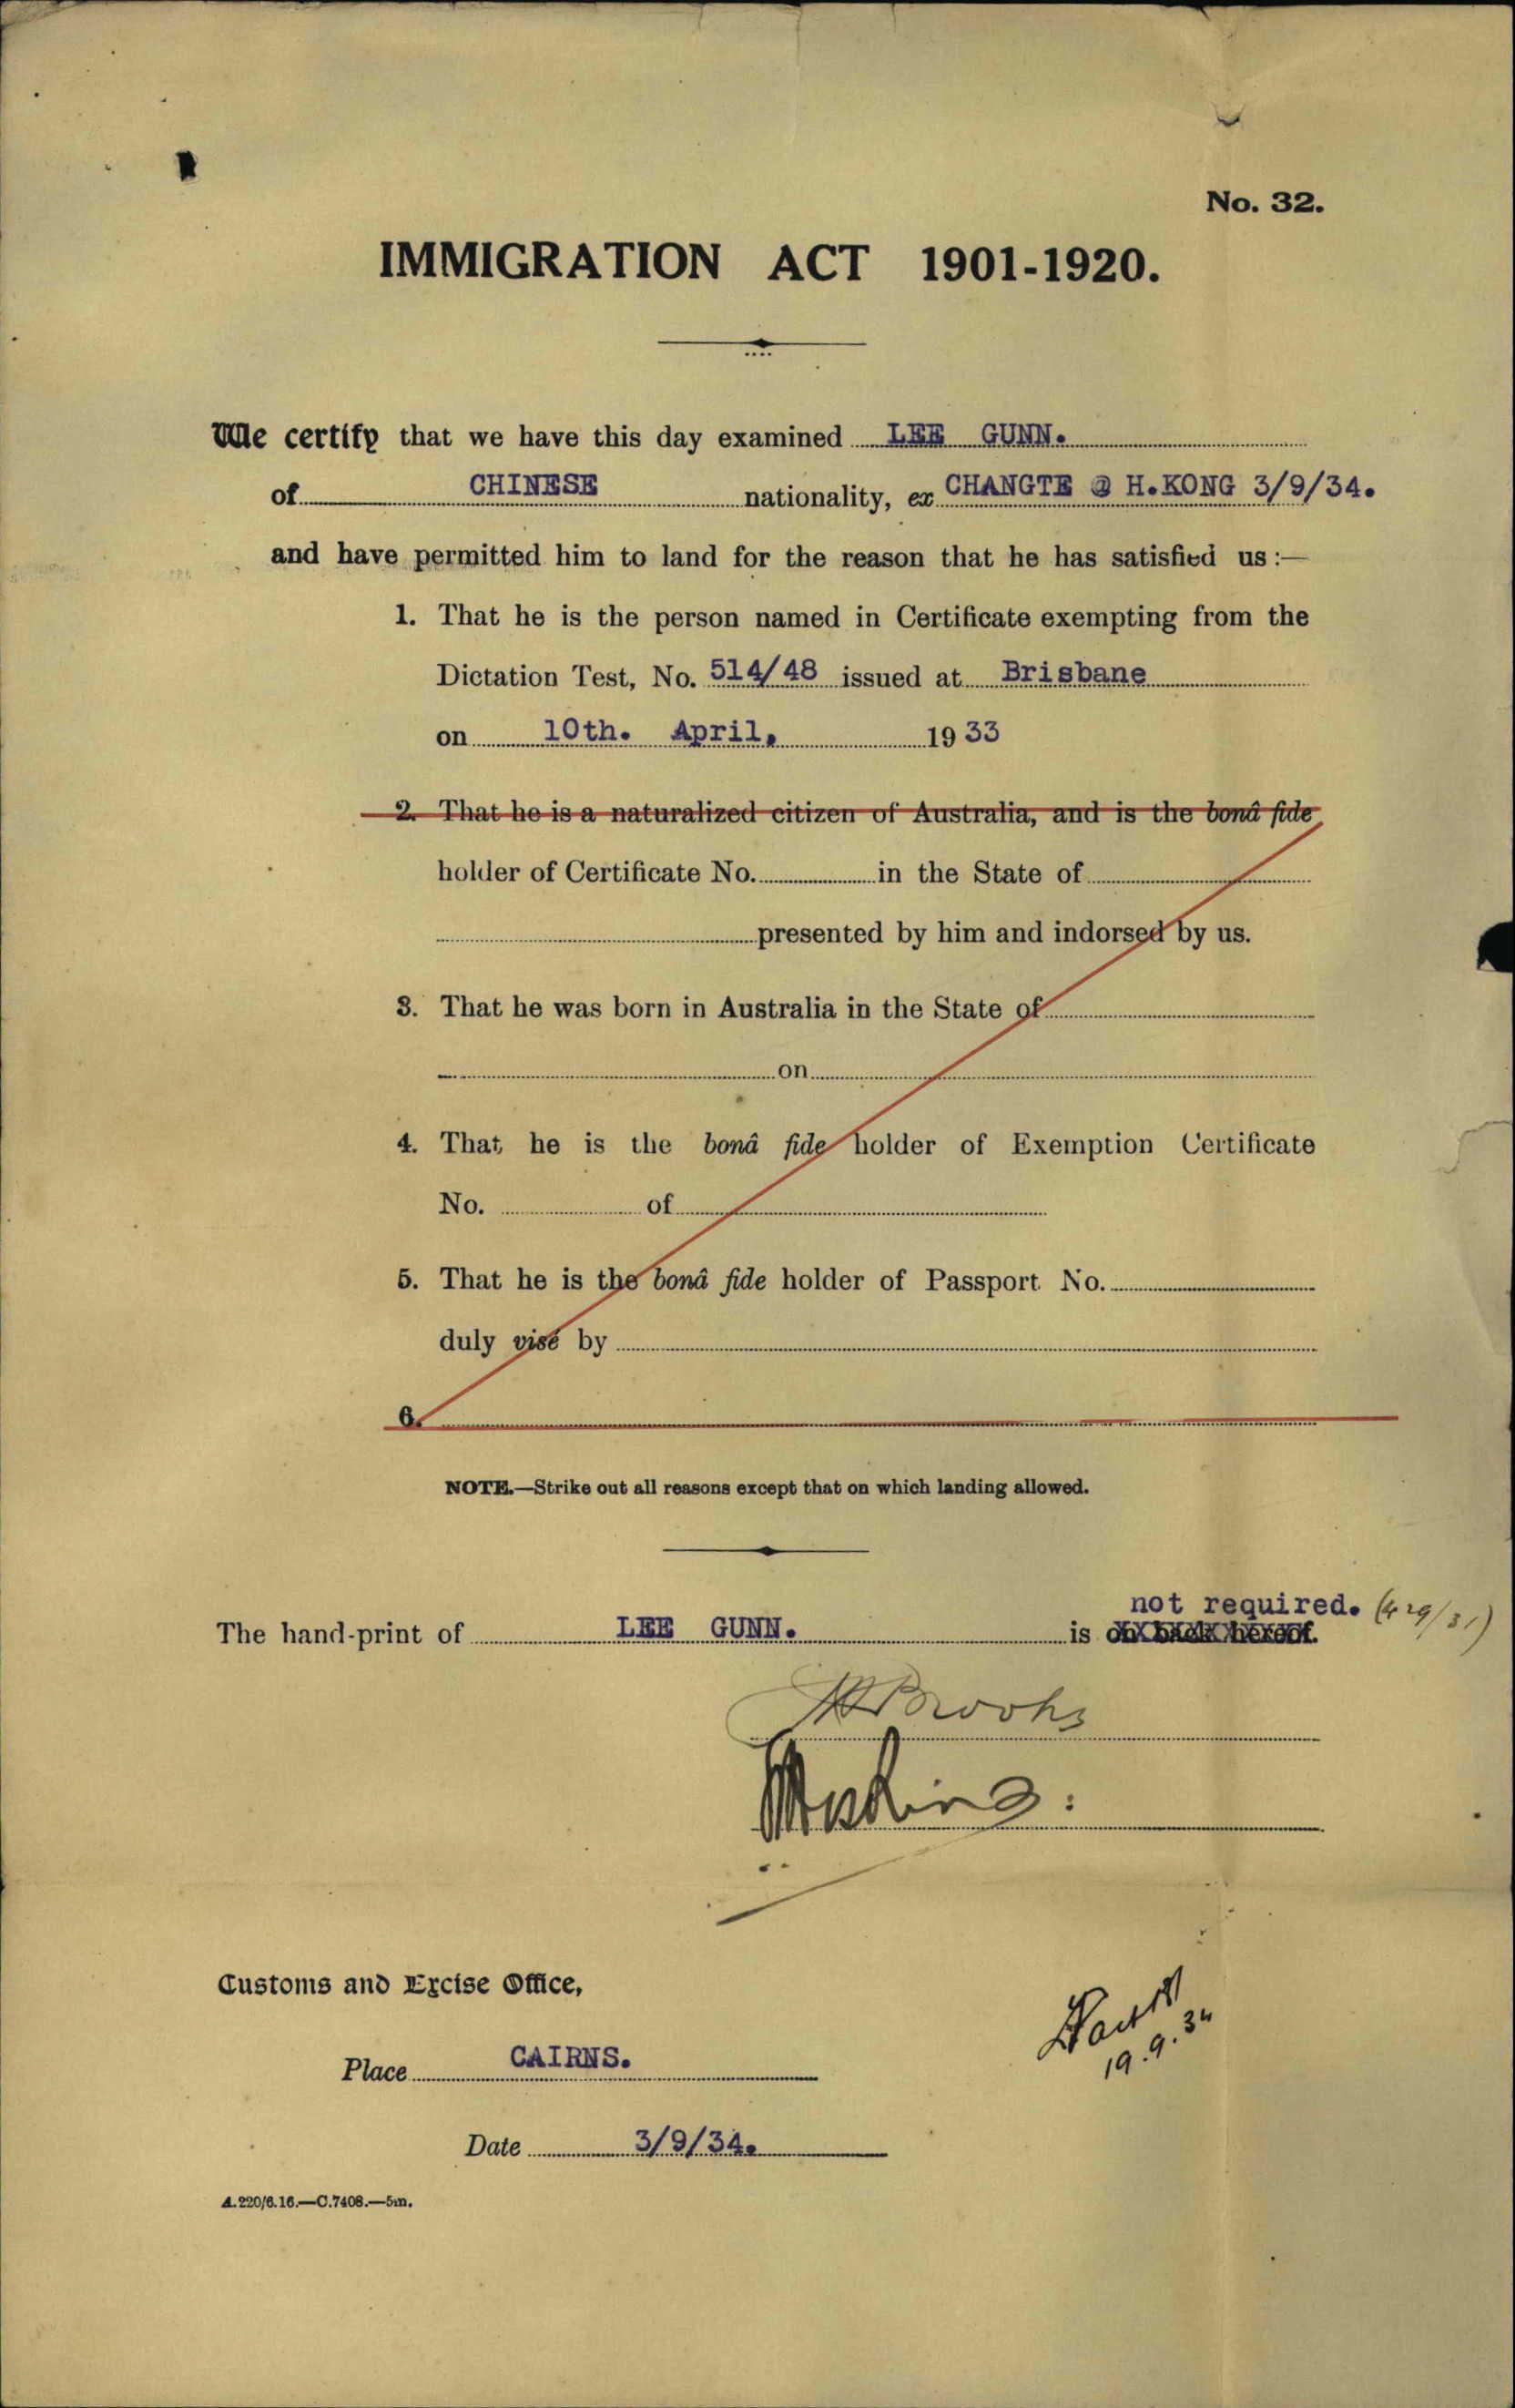 No. 32.
IMMIGRATION ACT 1901-1920.
We certify that we have this day examined LEE GUNN.
of CHINESE nationality, ex CHANGTE @ H.KONG 3/9/34.
and have permitted him to land for the reason that he has satisfied us:—
1. That he is the person named in Certificate exempting from the
Dictation Test, No. 514/48 issued at Brisbane
on 10th. April, 1933
2. That he is a naturalized citizen of Australia, and is the bonâ fide
holder of Certificate No. in the State of
presented by him and indorsed by us.
3. That he was born in Australia in the State of
on
4. That he is the bonâ fide holder of Exemption Certificate
No. of
5. That he is the bonâ fide holder of Passport No.
duly visé by
6.
NOTE.—Strike out all reasons except that on which landing allowed.
not required. (429/31)
The hand-print of LEE GUNN. is on back hereof.
Brooks
Customs and Excise Office,
19.9.34
Place CAIRNS.
Date 3/9/34.
A.220/6.16.—C.7408.—5m.